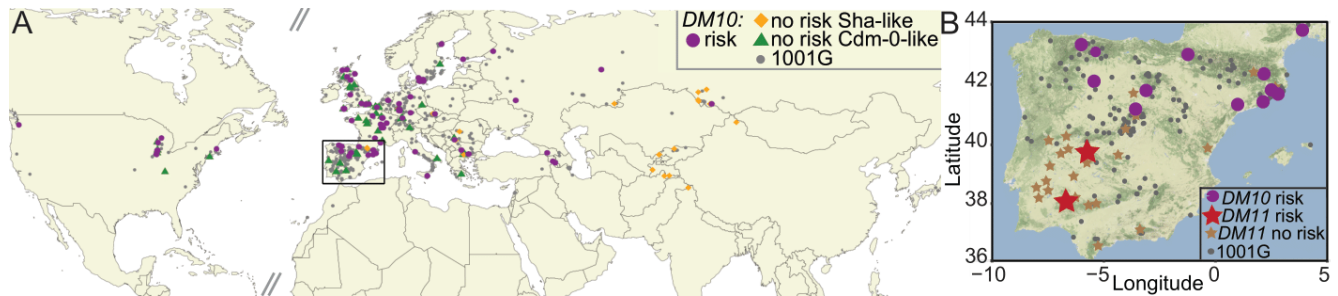 A
DM10: no risk Sha-like
risk no risk Cdm-0-like
1001G
B
44
42
40
38
36
Latitude
DM10 risk
DM11 risk
DM11 no risk
1001G
−10 −5 0 5
Longitude